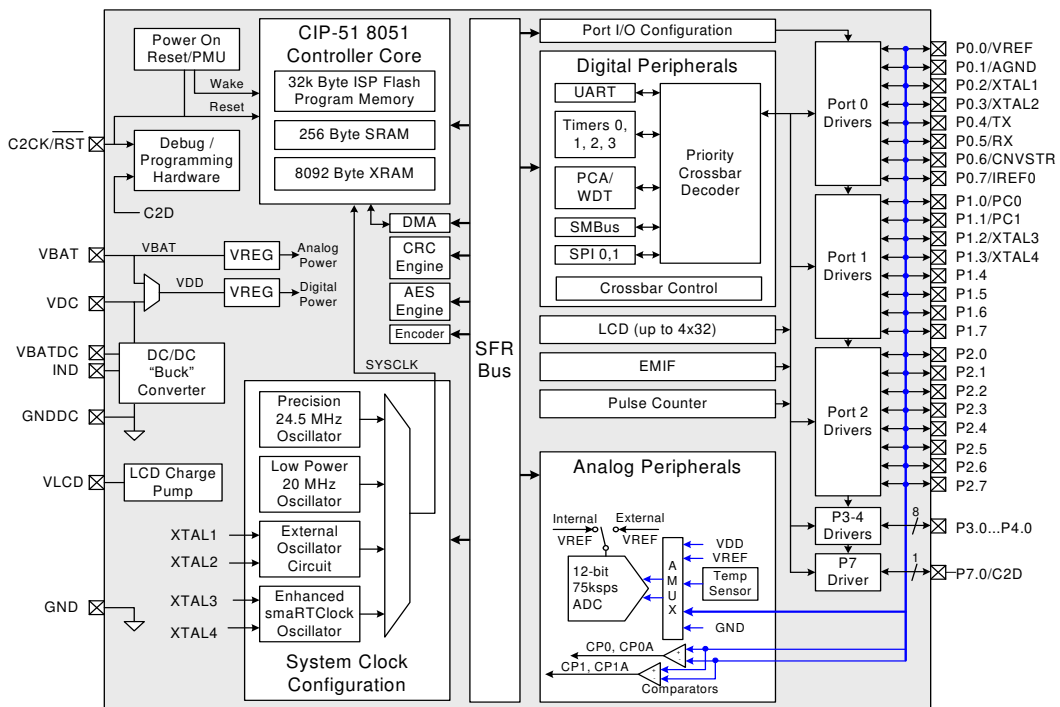 CIP-51 8051
Controller Core
32k Byte ISP Flash
Program Memory
256 Byte SRAM
8092 Byte XRAM
Power On
Reset/PMU
Wake
Reset
C2CK/RST
Debug /
Programming
Hardware
C2D
VBAT
VBAT
VREG
Analog
Power
VDC
VDD
VREG
Digital
Power
VBATDC
IND
DC/DC
“Buck”
Converter
GNDDC
VLCD
LCD Charge
Pump
GND
DMA
CRC
Engine
AES
Engine
Encoder
SYSCLK
Precision
24.5 MHz
Oscillator
Low Power
20 MHz
Oscillator
XTAL1
XTAL2
External
Oscillator
Circuit
XTAL3
XTAL4
Enhanced
smaRTClock
Oscillator
System Clock
Configuration
SFR
Bus
Port I/O Configuration
Digital Peripherals
UART
Timers 0,
1, 2, 3
PCA/
WDT
SMBus
SPI 0,1
Priority
Crossbar
Decoder
Crossbar Control
LCD (up to 4x32)
EMIF
Pulse Counter
Analog Peripherals
Internal
VREF
External
VREF
12-bit
75ksps
ADC
A
M
U
X
VDD
VREF
Temp
Sensor
GND
CP0, CP0A
CP1, CP1A
+
-
+
-
Comparators
Port 0
Drivers
Port 1
Drivers
Port 2
Drivers
P3-4
Drivers
P7
Driver
8
1
P0.0/VREF
P0.1/AGND
P0.2/XTAL1
P0.3/XTAL2
P0.4/TX
P0.5/RX
P0.6/CNVSTR
P0.7/IREF0
P1.0/PC0
P1.1/PC1
P1.2/XTAL3
P1.3/XTAL4
P1.4
P1.5
P1.6
P1.7
P2.0
P2.1
P2.2
P2.3
P2.4
P2.5
P2.6
P2.7
P3.0...P4.0
P7.0/C2D